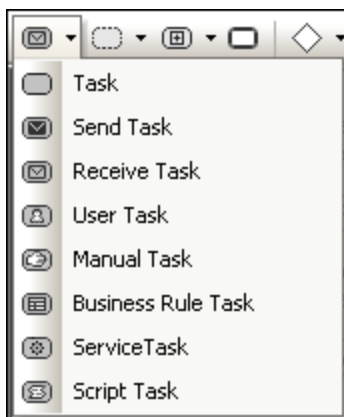 Task
Send Task
Receive Task
User Task
Manual Task
Business Rule Task
ServiceTask
Script Task